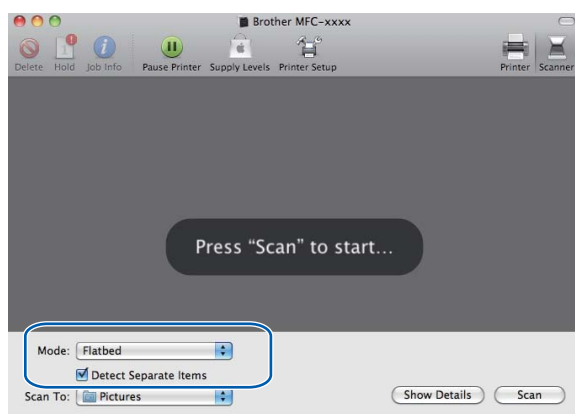 Brother MFC-xxxx
Delete Hold Job Info Pause Printer Supply Levels Printer Setup Printer Scanner
Press “Scan” to start...
Mode: Flatbed
Detect Separate Items
Scan To: Pictures Show Details Scan